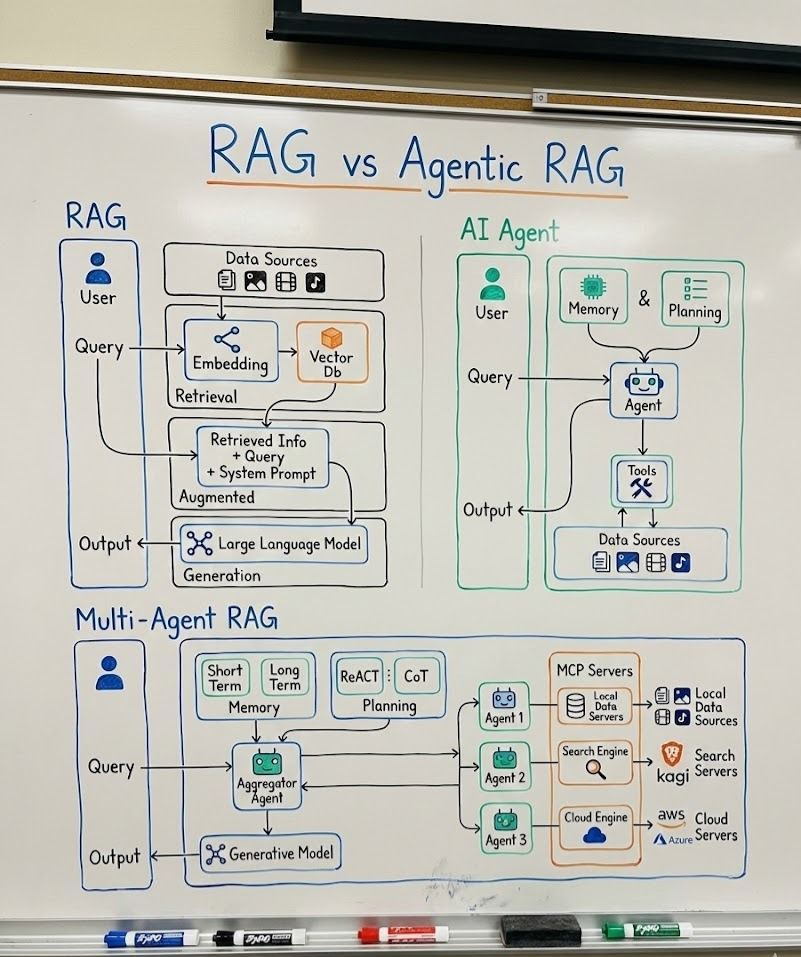 RAG vs Agentic RAG
RAG
User
Query
Output
Data Sources
Embedding
Vector
Db
Retrieval
Retrieved Info
+ Query
+ System Prompt
Augmented
Large Language Model
Generation
AI Agent
User
Query
Output
Memory
&
Planning
Agent
Tools
Data Sources
Multi-Agent RAG
Query
Output
Short
Term
Long
Term
Memory
ReACT
CoT
Planning
Aggregator
Agent
Generative Model
Agent 1
Agent 2
Agent 3
MCP Servers
Local
Data
Servers
Search Engine
Cloud Engine
Local
Data
Sources
kagi
Search
Servers
aws
Azure
Cloud
Servers